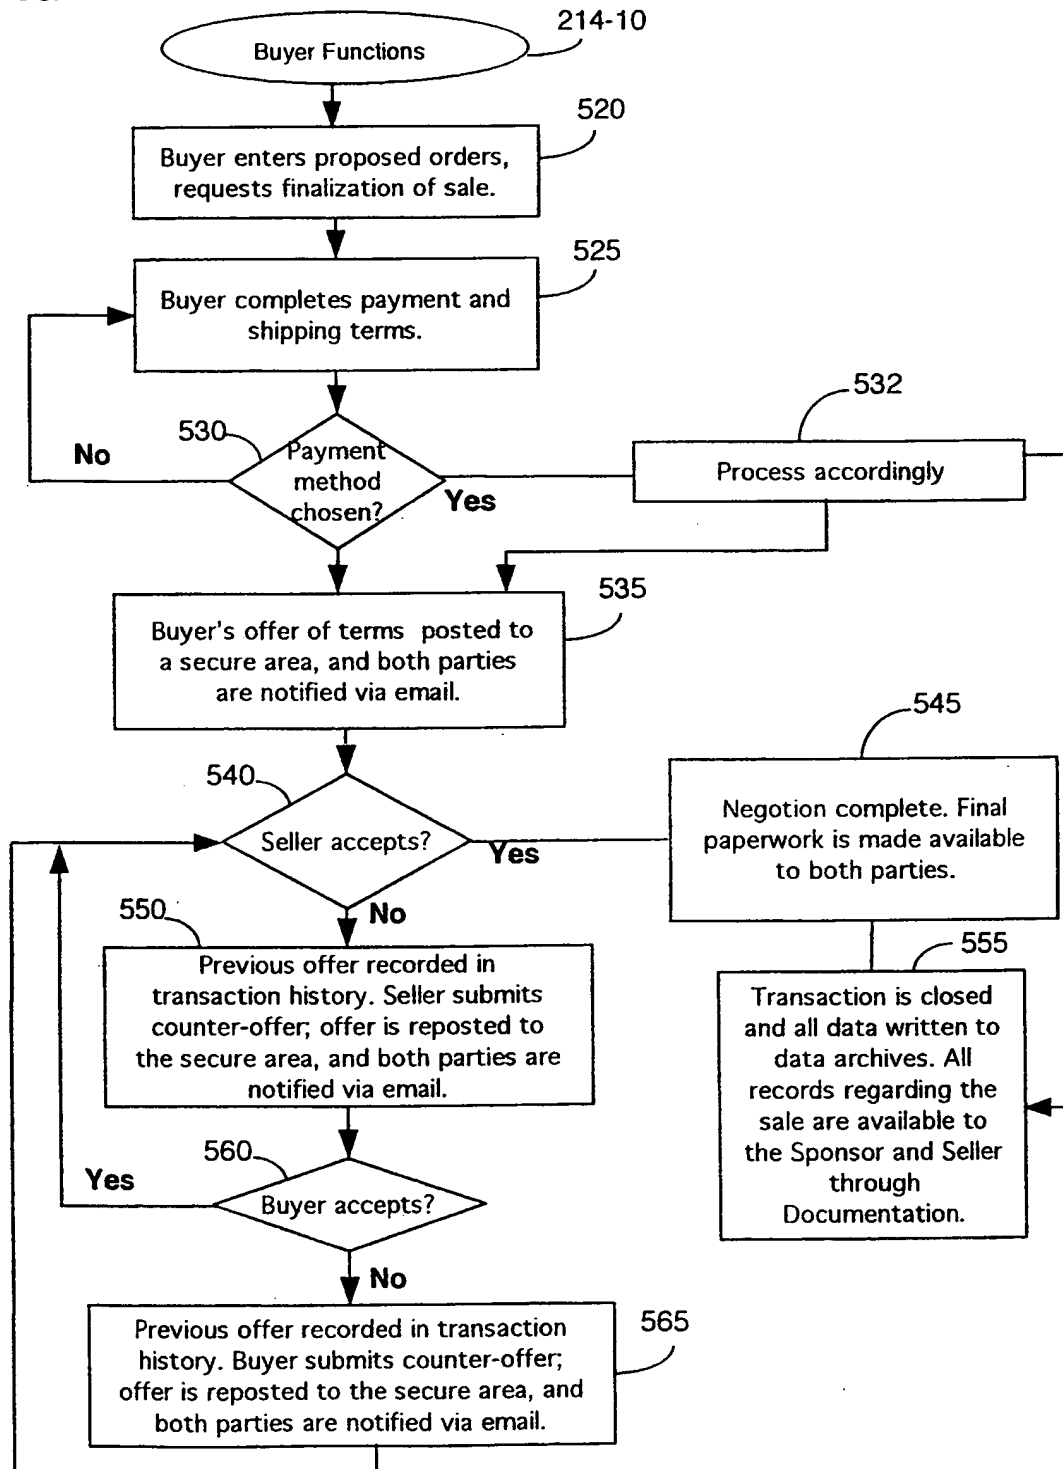 Buyer Functions
214-10
520
Buyer enters proposed orders,
requests finalization of sale.
525
Buyer completes payment and
shipping terms.
530
No
Payment
method
chosen?
Yes
532
Process accordingly
535
Buyer's offer of terms posted to
a secure area, and both parties
are notified via email.
540
Seller accepts?
Yes
545
Negotion complete. Final
paperwork is made available
to both parties.
No
550
Previous offer recorded in
transaction history. Seller submits
counter-offer; offer is reposted to
the secure area, and both parties are
notified via email.
555
Transaction is closed
and all data written to
data archives. All
records regarding the
sale are available to
the Sponsor and Seller
through
Documentation.
560
Yes
Buyer accepts?
No
565
Previous offer recorded in transaction
history. Buyer submits counter-offer;
offer is reposted to the secure area, and
both parties are notified via email.